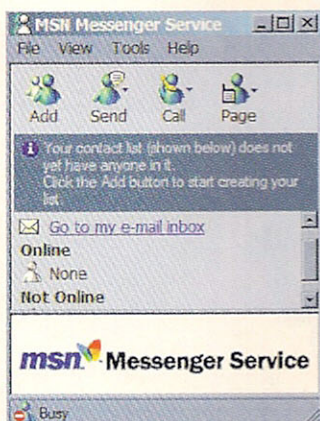 MSN Messenger Service
File View Tools Help
Add Send Call Page
Your contact list (shown below) does not
yet have anyone in it.
Click the Add button to start creating your
list
Go to my e-mail inbox
Online
None
Not Online
msn Messenger Service
Busy